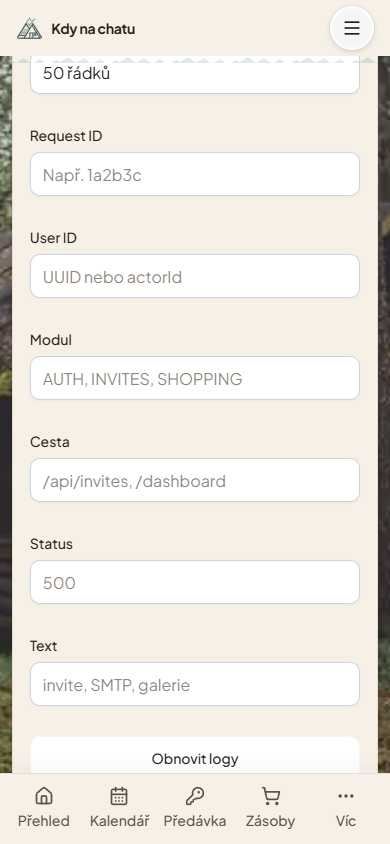 Kdy na chatu
50 řádků
Request ID
Např. 1a2b3c
User ID
UUID nebo actorId
Modul
AUTH, INVITES, SHOPPING
Cesta
/api/invites, /dashboard
Status
500
Text
invite, SMTP, galerie
Obnovit logy
Přehled Kalendář Předávka Zásoby Víc